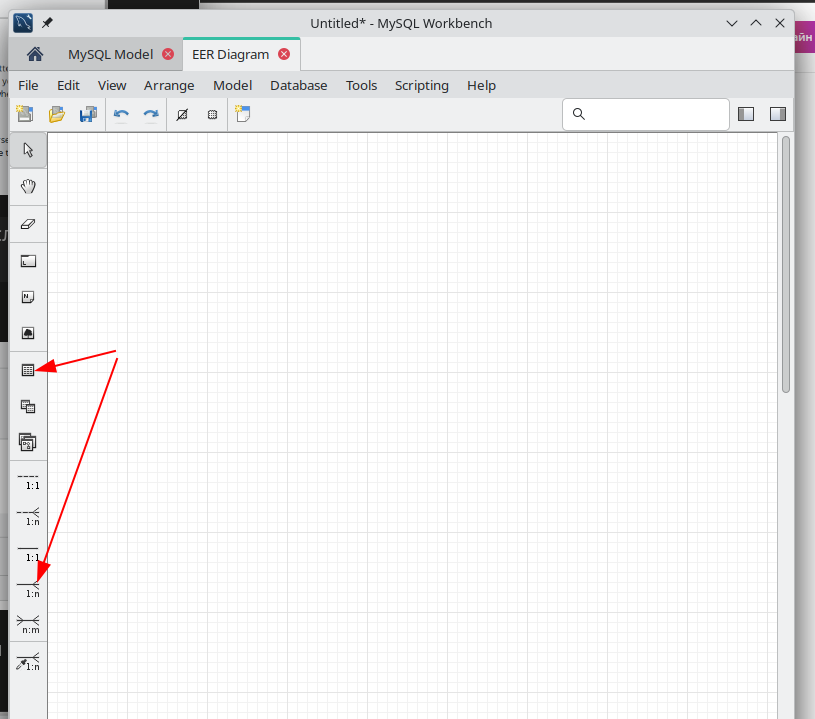 Untitled* - MySQL Workbench
MySQL Model
EER Diagram
File Edit View Arrange Model Database Tools Scripting Help
1:1
1:n
1:1
1:n
n:m
1:n